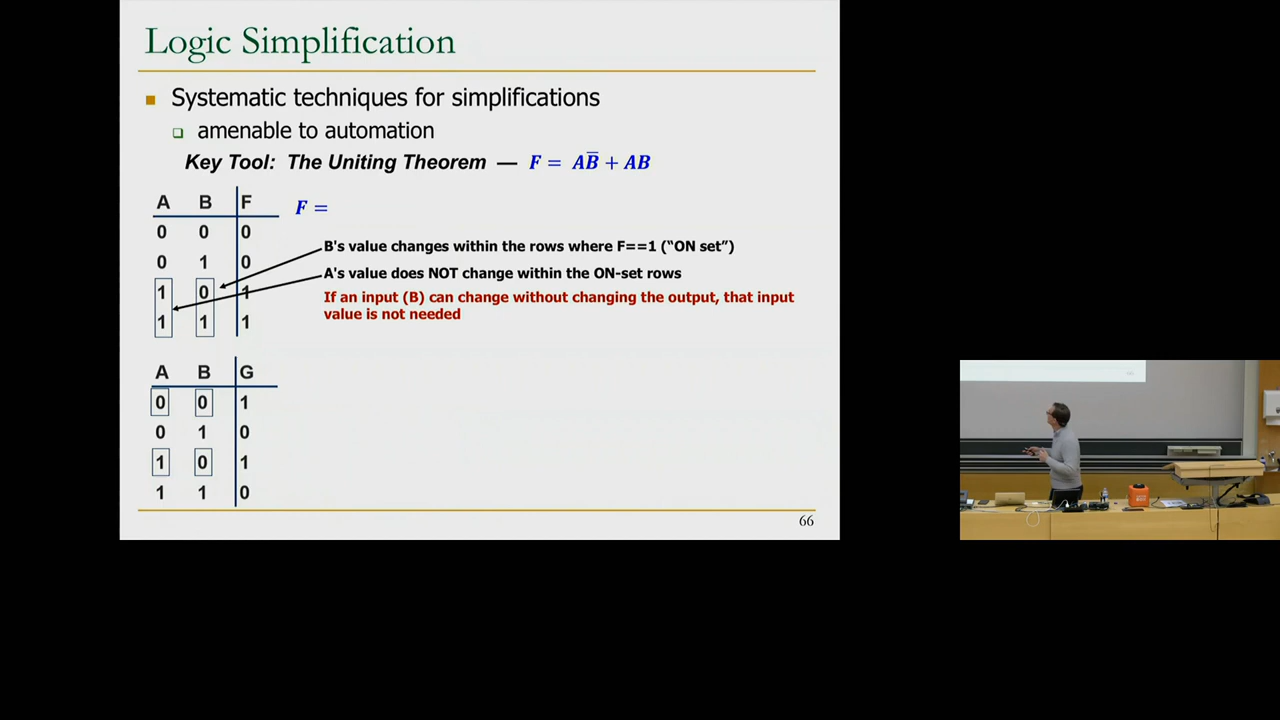 Logic Simplification
Systematic techniques for simplifications
amenable to automation
Key Tool: The Uniting Theorem — F = AB̅ + AB
A B F
F =
0 0 0
B's value changes within the rows where F==1 (“ON set”)
0 1 0
A's value does NOT change within the ON-set rows
1 0 1
If an input (B) can change without changing the output, that input
value is not needed
1 1 1
A B G
0 0 1
0 1 0
1 0 1
1 1 0
66